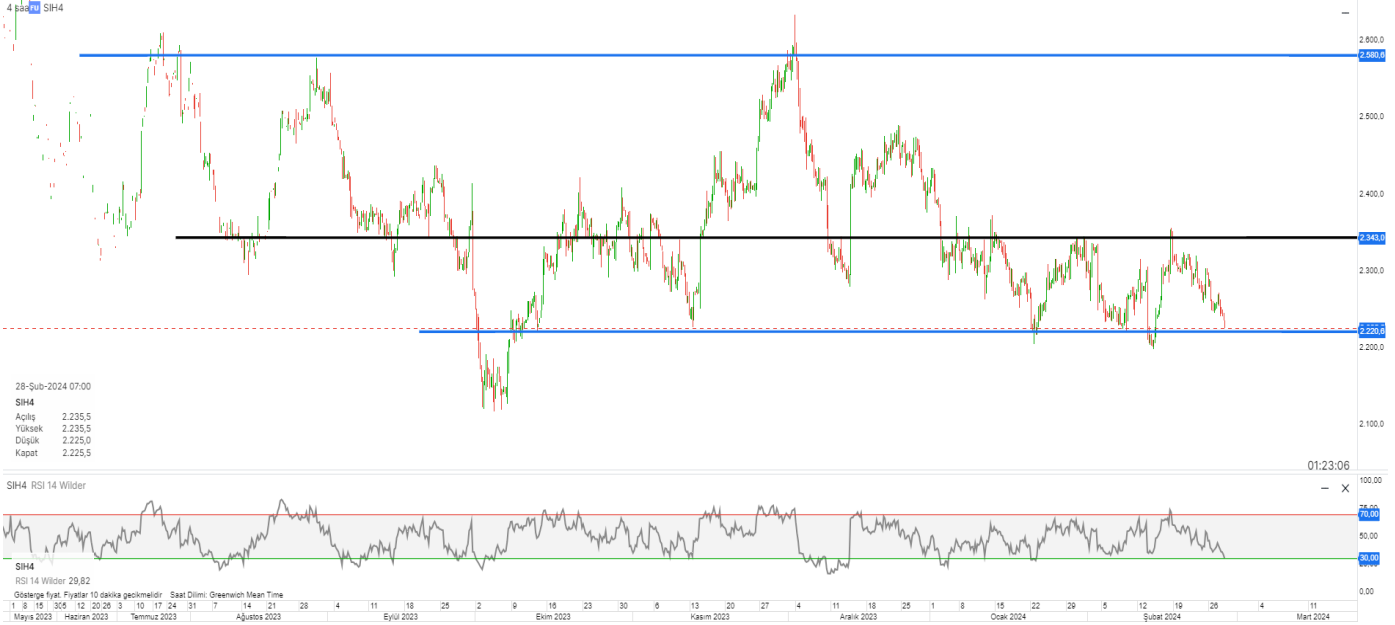 4 saa FU SIH4
2.600,0
2.580,6
2.500,0
2.400,0
2.343,0
2.300,0
2.220,6
2.200,0
2.100,0
28-Şub-2024 07:00
SIH4
Açılış 2.235,5
Yüksek 2.235,5
Düşük 2.225,0
Kapat 2.225,5
01:23:06
SIH4 RSI 14 Wilder
100,00
70,00
50,00
30,00
0,00
SIH4
RSI 14 Wilder 29,82
Gösterge fiyat. Fiyatlar 10 dakika gecikmelidir Saat Dilimi: Greenwich Mean Time
1 8 15 305 12 2026 3 10 17 24 31 7 14 21 28 4 11 18 25 2 9 16 23 30 6 13 20 27 4 11 18 25 1 8 15 22 29 5 12 19 26 4 11
Mayıs 2023 Haziran 2023 Temmuz 2023 Ağustos 2023 Eylül 2023 Ekim 2023 Kasım 2023 Aralık 2023 Ocak 2024 Şubat 2024 Mart 2024